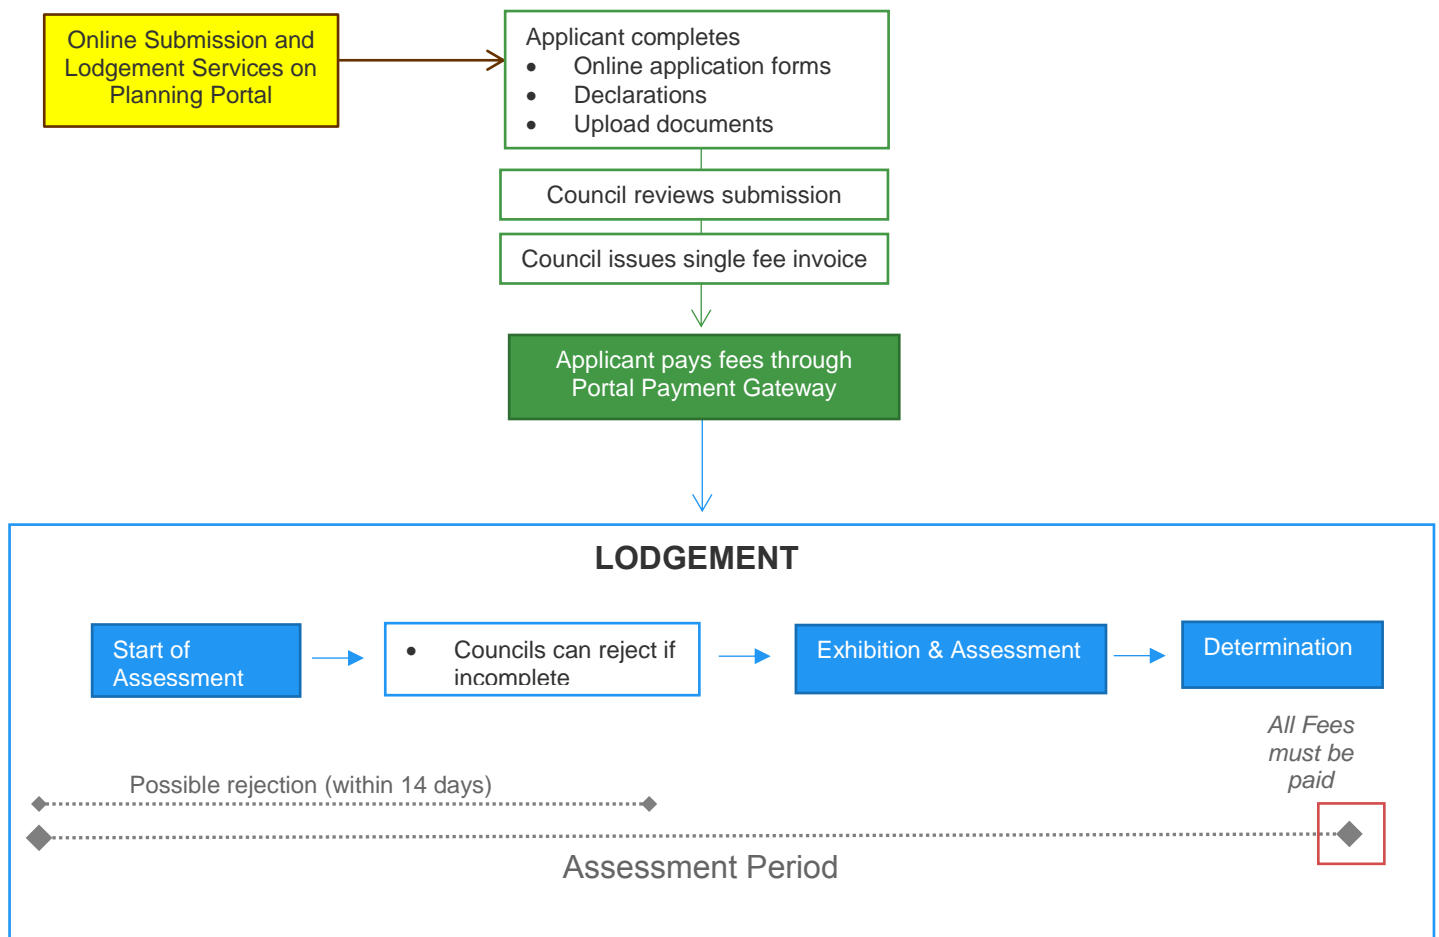 Online Submission and
Lodgement Services on
Planning Portal
Applicant completes
• Online application forms
• Declarations
• Upload documents
Council reviews submission
Council issues single fee invoice
Applicant pays fees through
Portal Payment Gateway
LODGEMENT
Start of
Assessment
• Councils can reject if
incomplete
Exhibition & Assessment
Determination
All Fees
must be
paid
Possible rejection (within 14 days)
Assessment Period